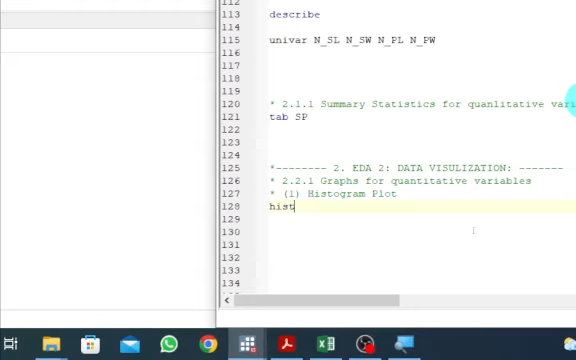 112
113 describe
114
115 univar N_SL N_SW N_PL N_PW
116
117
118
119
120 * 2.1.1 Summary Statistics for quanlitative vari
121 tab SP
122
123
124
125 *-------- 2. EDA 2: DATA VISULIZATION: -------
126 * 2.2.1 Graphs for quantitative variables
127 * (1) Histogram Plot
128 hist
129
130
131
132
133
134